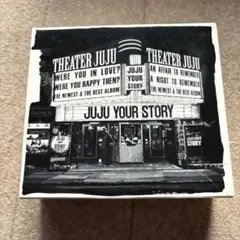 THEATER JUJU
THEATER JUJU
WERE YOU IN LOVE?
WERE YOU HAPPY THEN?
THE NEWEST & THE BEST ALBUM
JUJU
YOUR
STORY
AN AFFAIR TO REMEMBER
A NIGHT TO REMEMBER
THE NEWEST & THE BEST ALBUM
JUJU YOUR STORY